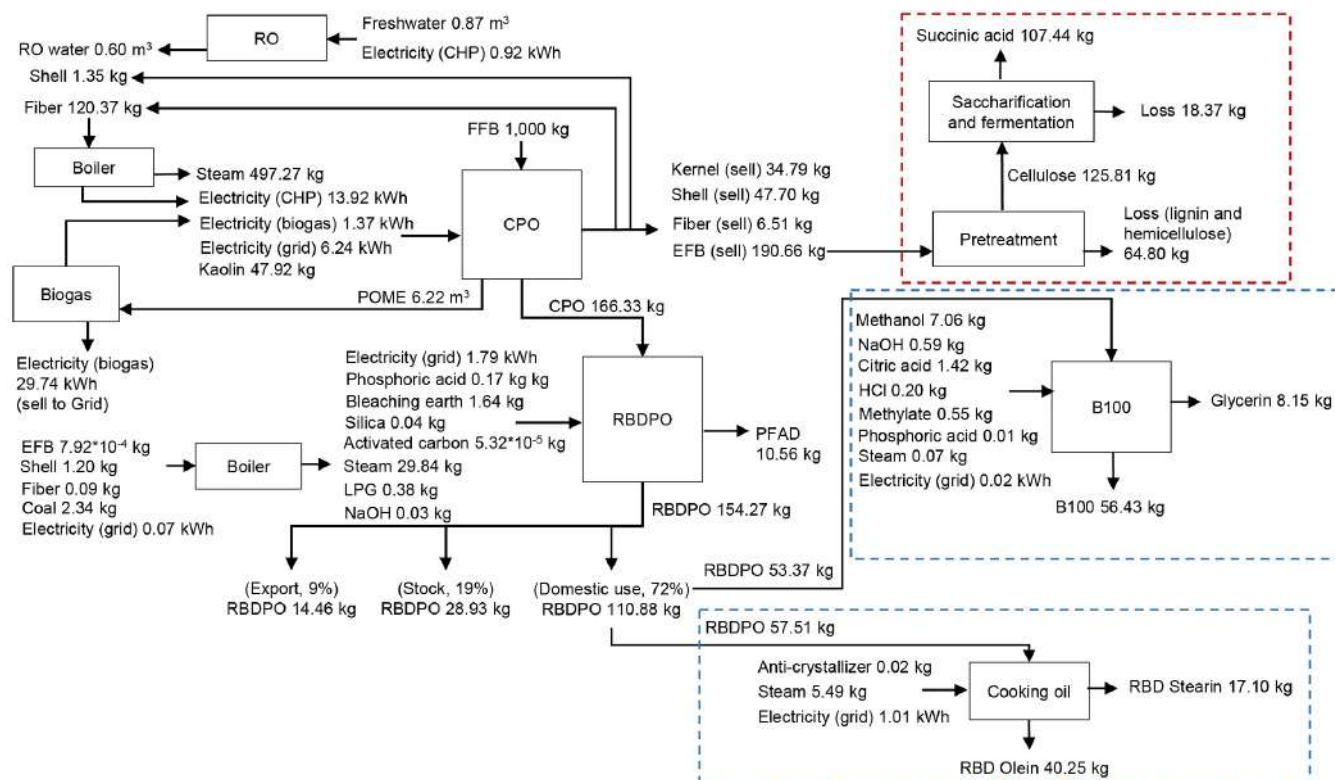 RO
Freshwater 0.87 m³
Electricity (CHP) 0.92 kWh
RO water 0.60 m³
Shell 1.35 kg
Fiber 120.37 kg
Boiler
Steam 497.27 kg
Electricity (CHP) 13.92 kWh
Electricity (biogas) 1.37 kWh
Electricity (grid) 6.24 kWh
Kaolin 47.92 kg
FFB 1,000 kg
CPO
Kernel (sell) 34.79 kg
Shell (sell) 47.70 kg
Fiber (sell) 6.51 kg
EFB (sell) 190.66 kg
Succinic acid 107.44 kg
Saccharification
and fermentation
Loss 18.37 kg
Cellulose 125.81 kg
Pretreatment
Loss (lignin and
hemicellulose)
64.80 kg
Biogas
POME 6.22 m³
Electricity (biogas)
29.74 kWh
(sell to Grid)
CPO 166.33 kg
Electricity (grid) 1.79 kWh
Phosphoric acid 0.17 kg kg
Bleaching earth 1.64 kg
Silica 0.04 kg
Activated carbon 5.32*10⁻⁵ kg
Steam 29.84 kg
LPG 0.38 kg
NaOH 0.03 kg
RBDPO
PFAD
10.56 kg
EFB 7.92*10⁻⁴ kg
Shell 1.20 kg
Fiber 0.09 kg
Coal 2.34 kg
Electricity (grid) 0.07 kWh
Boiler
RBDPO 154.27 kg
Methanol 7.06 kg
NaOH 0.59 kg
Citric acid 1.42 kg
HCl 0.20 kg
Methylate 0.55 kg
Phosphoric acid 0.01 kg
Steam 0.07 kg
Electricity (grid) 0.02 kWh
B100
Glycerin 8.15 kg
B100 56.43 kg
(Export, 9%)
RBDPO 14.46 kg
(Stock, 19%)
RBDPO 28.93 kg
(Domestic use, 72%)
RBDPO 110.88 kg
RBDPO 53.37 kg
RBDPO 57.51 kg
Anti-crystallizer 0.02 kg
Steam 5.49 kg
Electricity (grid) 1.01 kWh
Cooking oil
RBD Stearin 17.10 kg
RBD Olein 40.25 kg